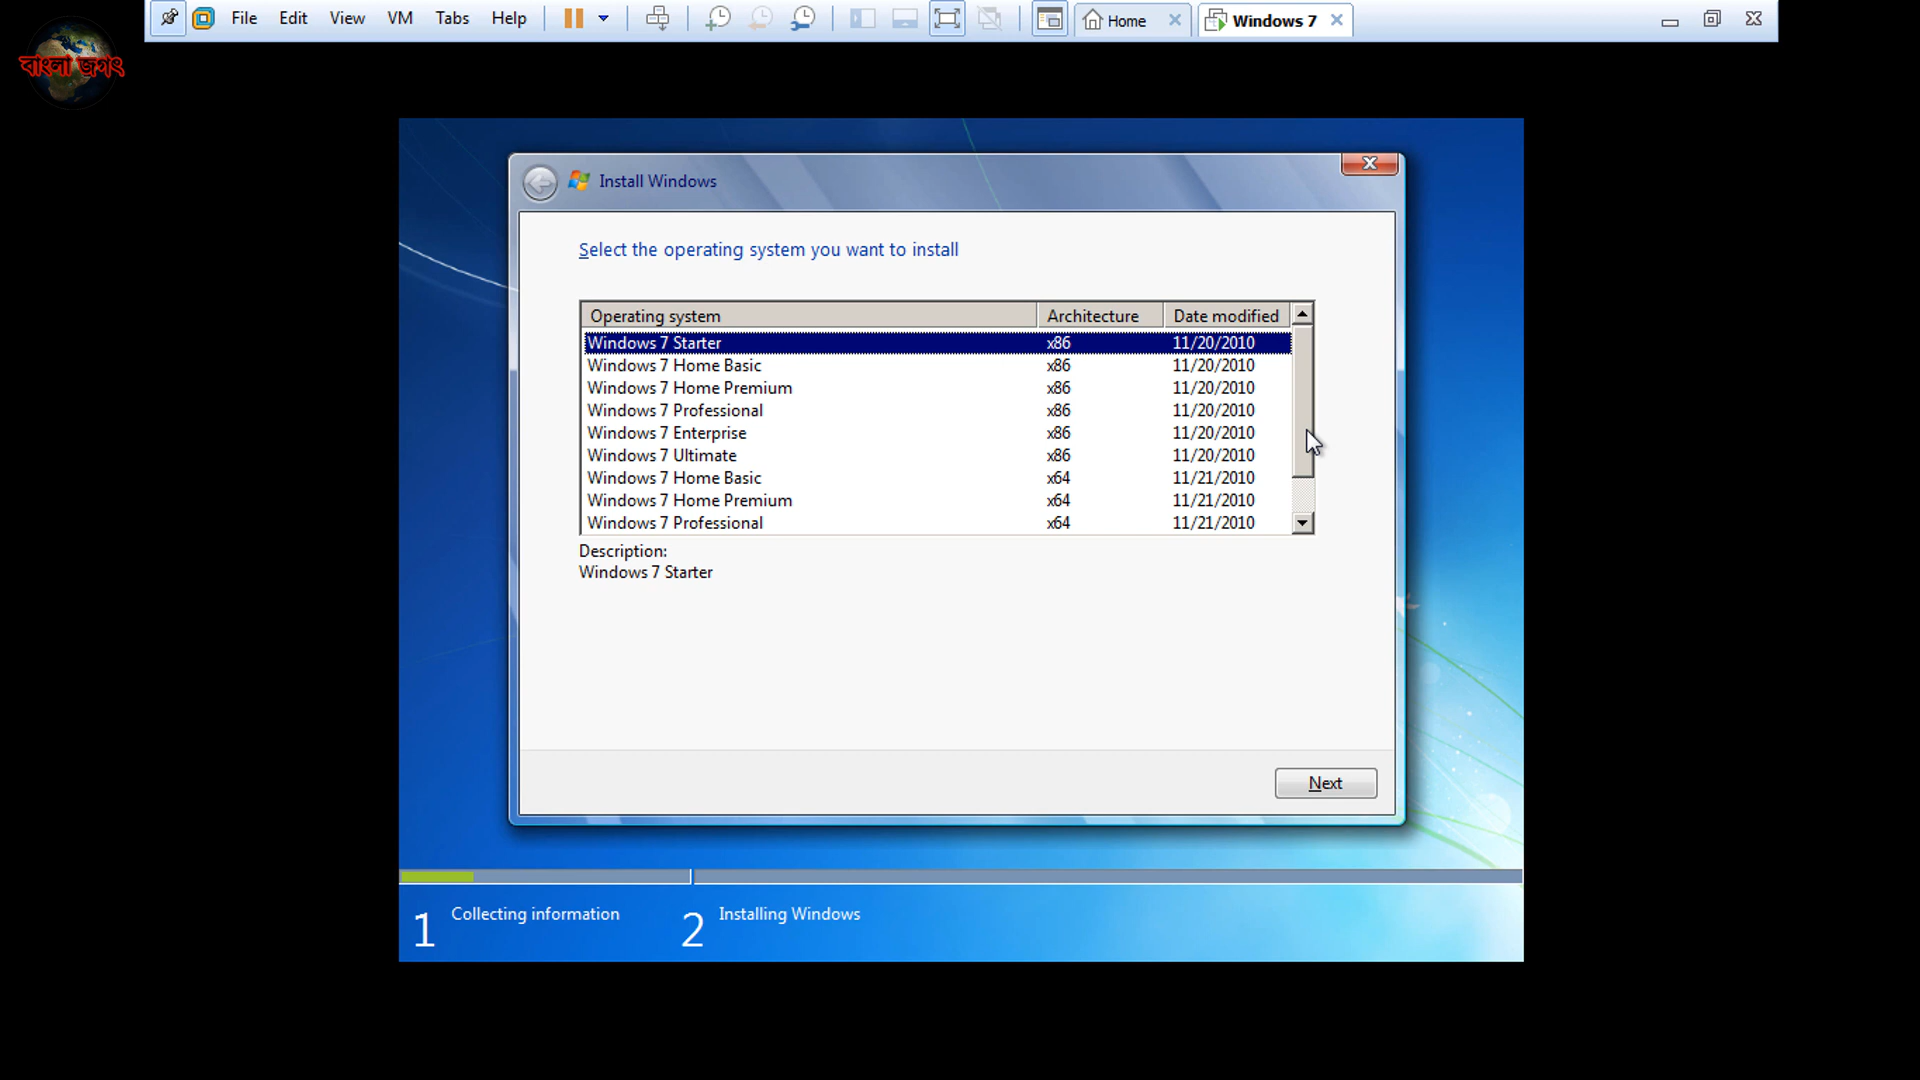 File Edit View VM Tabs Help Home Windows 7
বাংলা জগৎ
Install Windows
Select the operating system you want to install
Operating system Architecture Date modified
Windows 7 Starter x86 11/20/2010
Windows 7 Home Basic x86 11/20/2010
Windows 7 Home Premium x86 11/20/2010
Windows 7 Professional x86 11/20/2010
Windows 7 Enterprise x86 11/20/2010
Windows 7 Ultimate x86 11/20/2010
Windows 7 Home Basic x64 11/21/2010
Windows 7 Home Premium x64 11/21/2010
Windows 7 Professional x64 11/21/2010
Description:
Windows 7 Starter
Next
1 Collecting information 2 Installing Windows